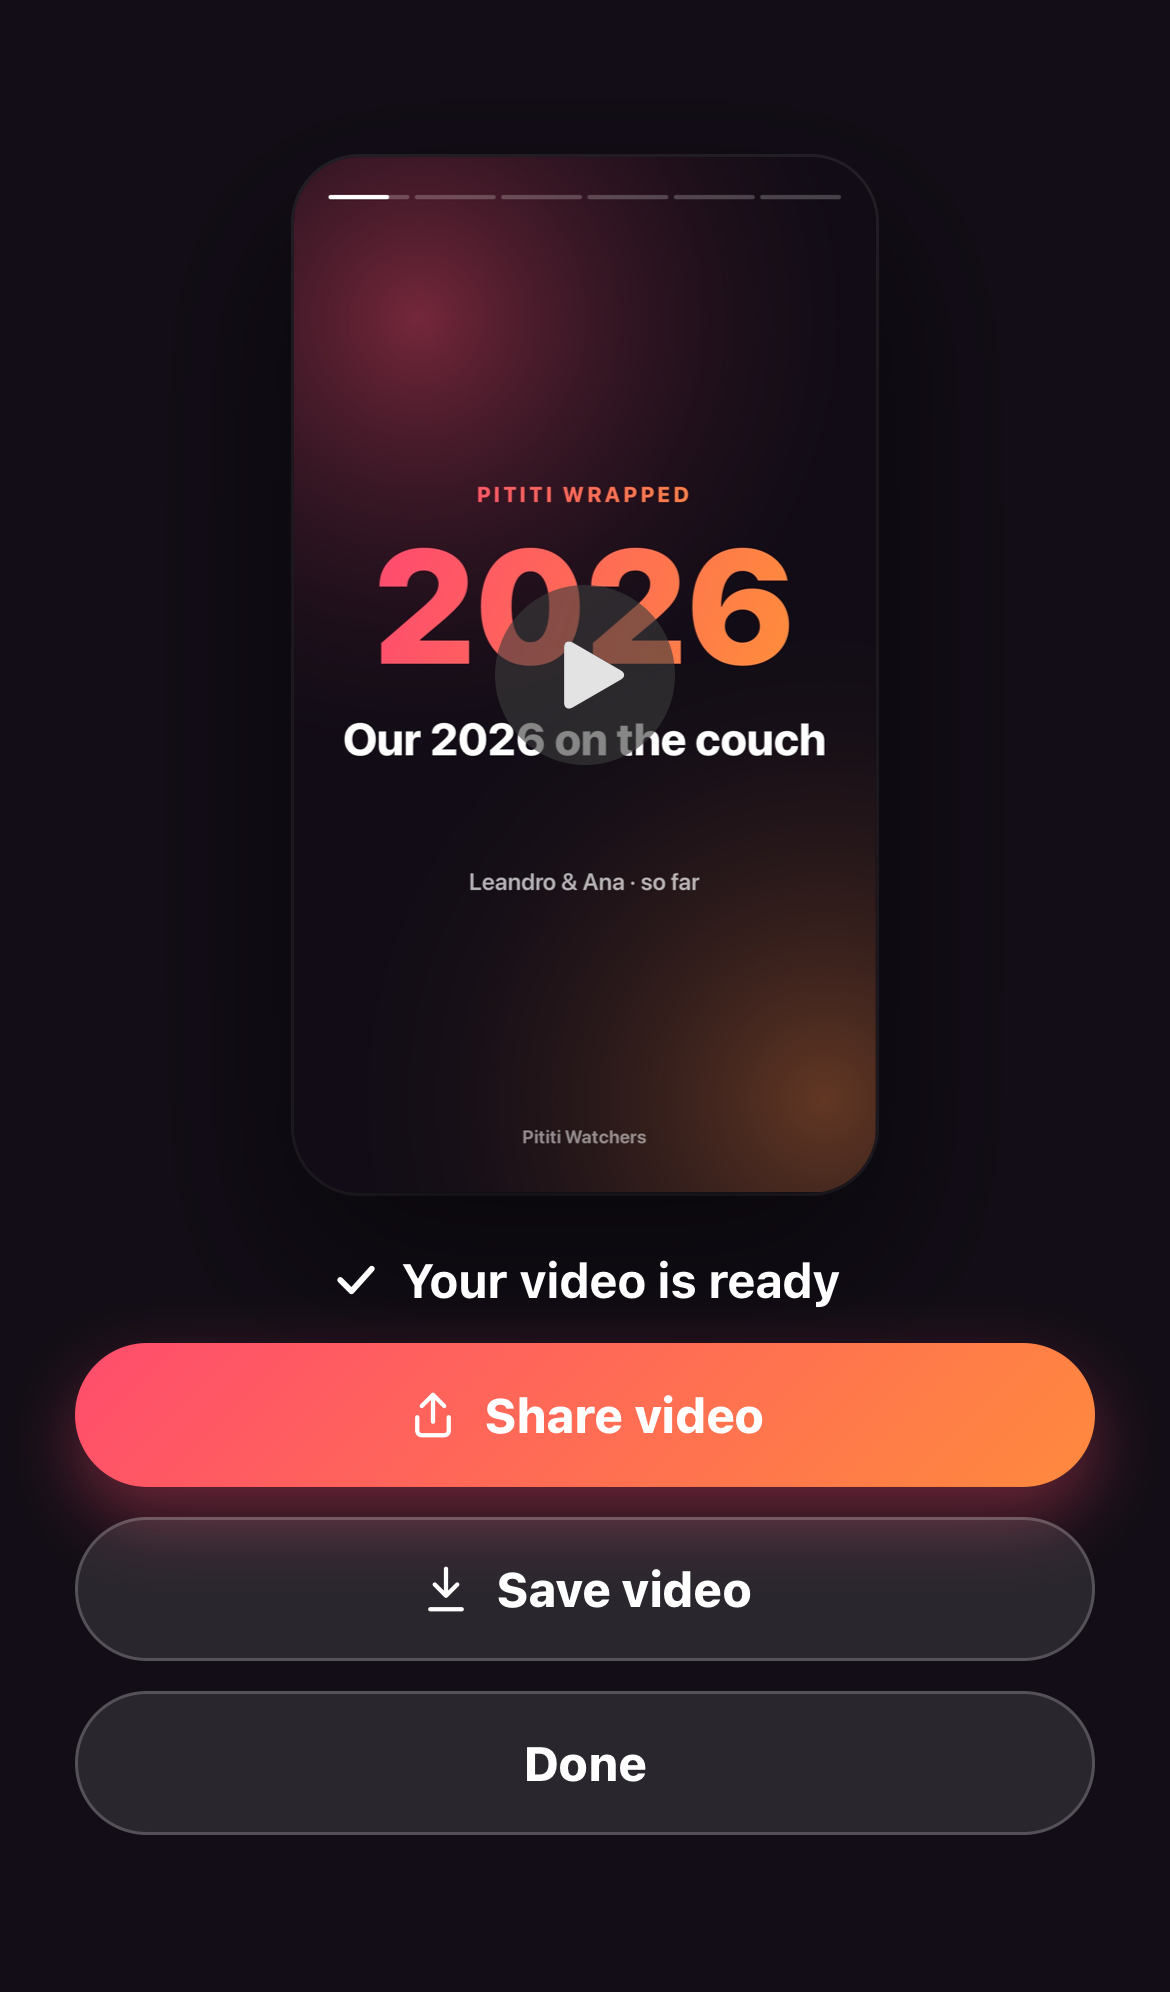 PITITI WRAPPED
2026
Our 2026 on the couch
Leandro & Ana · so far
Pititi Watchers
Your video is ready
Share video
Save video
Done